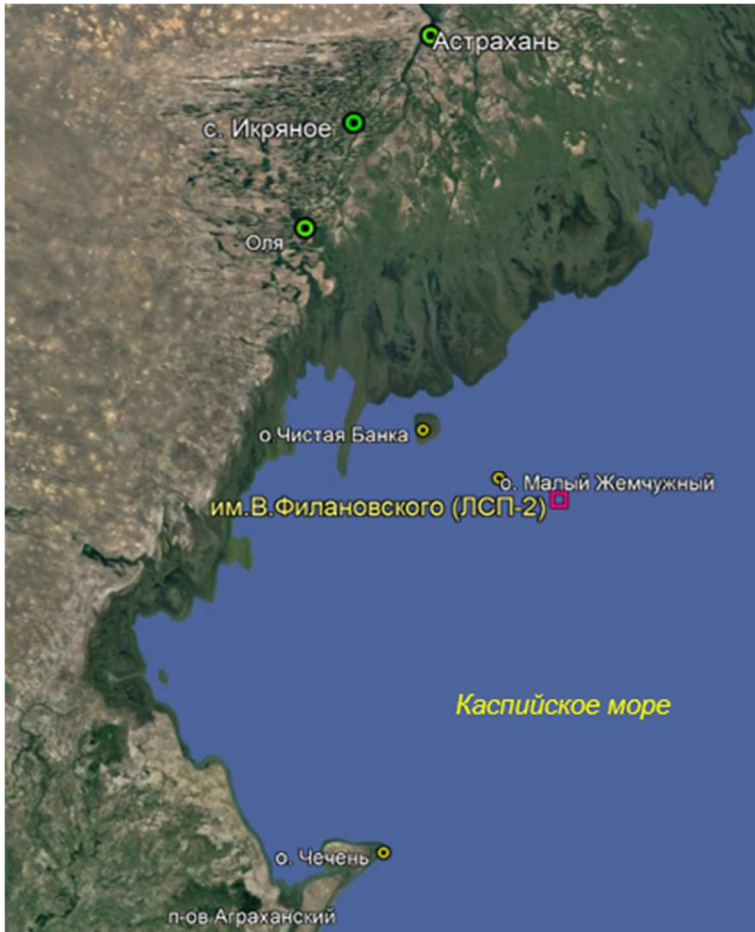 Астрахань
с. Икряное
Оля
о.Чистая Банка
о. Малый Жемчужный
им.В.Филановского (ЛСП-2)
Каспийское море
о. Чечень
п-ов Аграханский